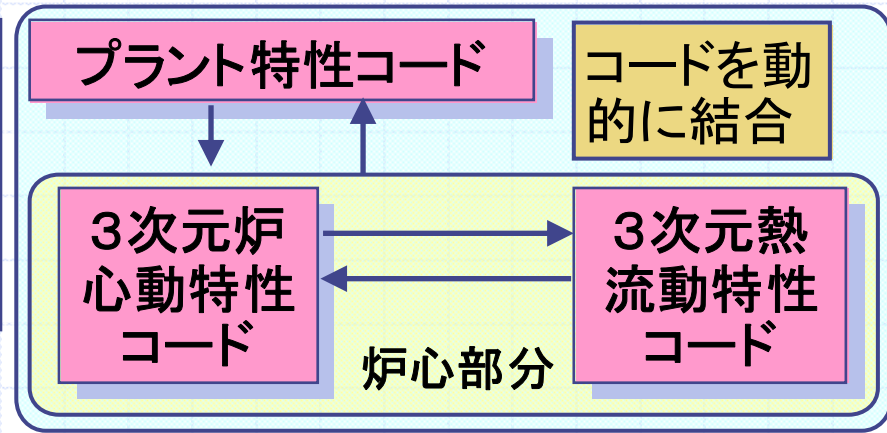 プラント特性コード
コードを動
的に結合
３次元炉
心動特性
コード
３次元熱
流動特性
コード
炉心部分